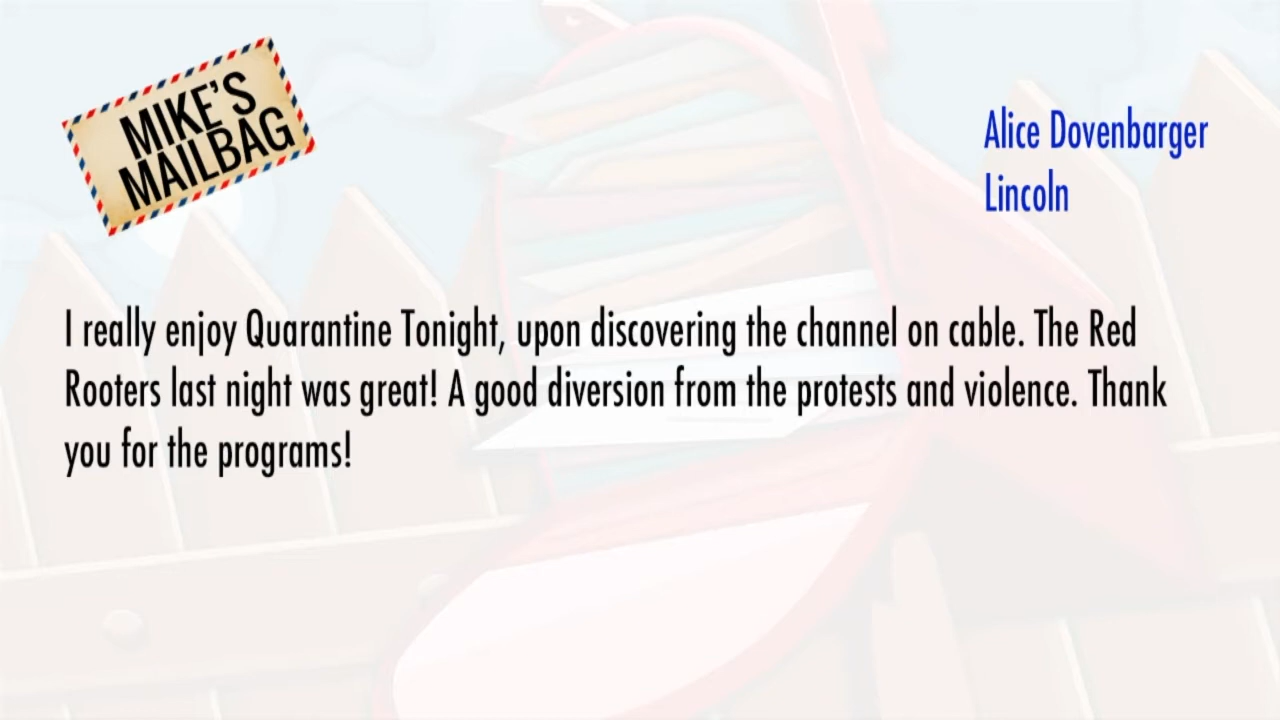 MIKE'S
MAILBAG
Alice Dovenbarger
Lincoln
I really enjoy Quarantine Tonight, upon discovering the channel on cable. The Red
Rooters last night was great! A good diversion from the protests and violence. Thank
you for the programs!